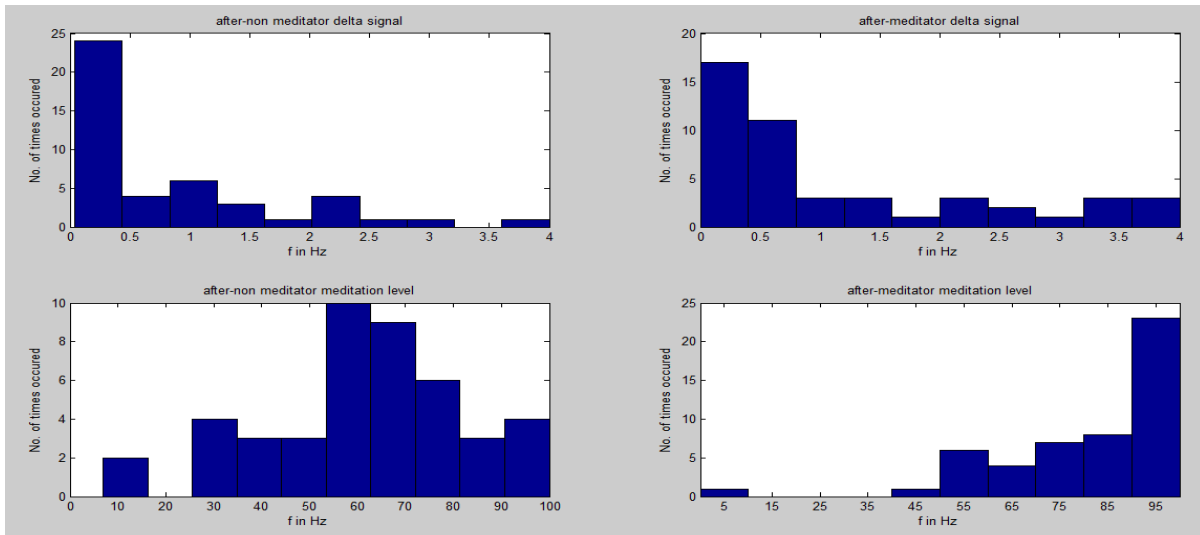 after-non meditator delta signal
No. of times occured
25
20
15
10
5
0
0 0.5 1 1.5 2 2.5 3 3.5 4
f in Hz
after-meditator delta signal
No. of times occured
20
15
10
5
0
0 0.5 1 1.5 2 2.5 3 3.5 4
f in Hz
after-non meditator meditation level
No. of times occured
10
8
6
4
2
0
0 10 20 30 40 50 60 70 80 90 100
f in Hz
after-meditator meditation level
No. of times occured
25
20
15
10
5
0
5 15 25 35 45 55 65 75 85 95
f in Hz